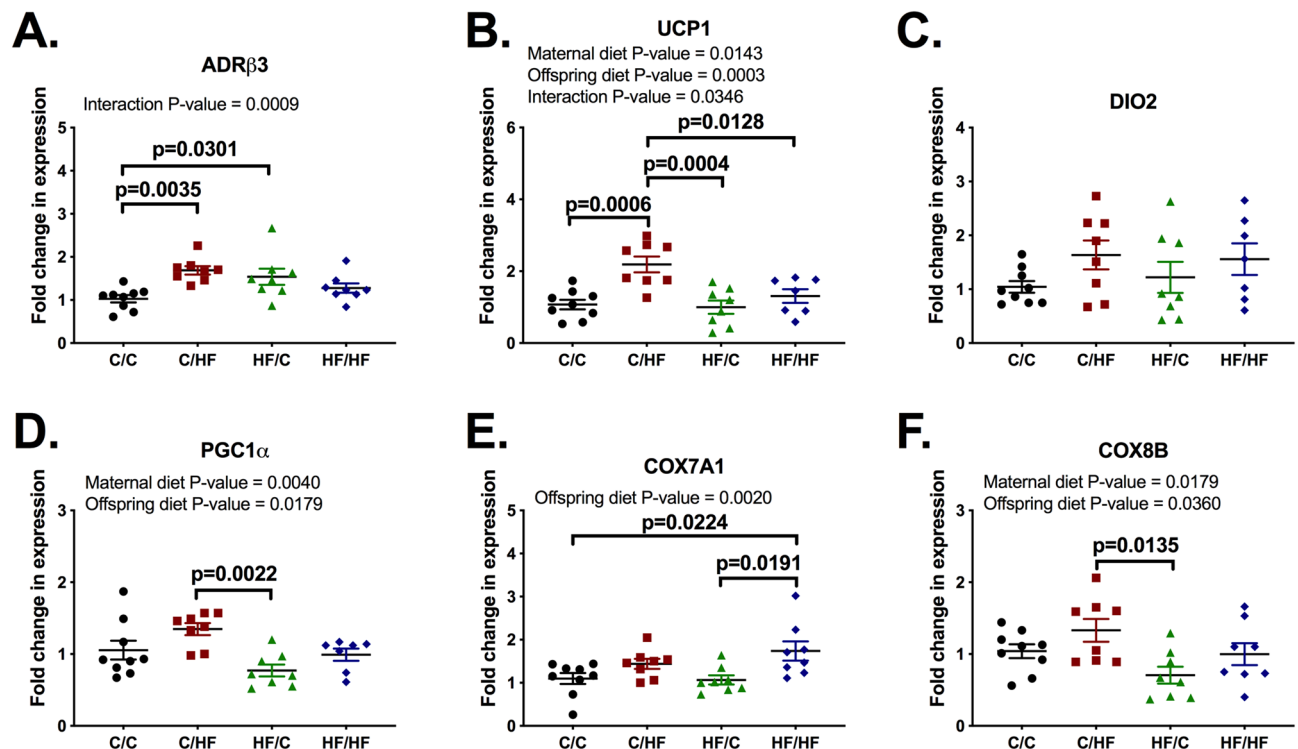 A.
ADRβ3
Interaction P-value = 0.0009
Fold change in expression
5
4
3
2
1
0
p=0.0301
p=0.0035
C/C C/HF HF/C HF/HF
B.
UCP1
Maternal diet P-value = 0.0143
Offspring diet P-value = 0.0003
Interaction P-value = 0.0346
Fold change in expression
6
4
2
0
p=0.0128
p=0.0004
p=0.0006
C/C C/HF HF/C HF/HF
C.
DIO2
Fold change in expression
4
3
2
1
0
C/C C/HF HF/C HF/HF
D.
PGC1α
Maternal diet P-value = 0.0040
Offspring diet P-value = 0.0179
Fold change in expression
3
2
1
0
p=0.0022
C/C C/HF HF/C HF/HF
E.
COX7A1
Offspring diet P-value = 0.0020
Fold change in expression
5
4
3
2
1
0
p=0.0224
p=0.0191
C/C C/HF HF/C HF/HF
F.
COX8B
Maternal diet P-value = 0.0179
Offspring diet P-value = 0.0360
Fold change in expression
3
2
1
0
p=0.0135
C/C C/HF HF/C HF/HF